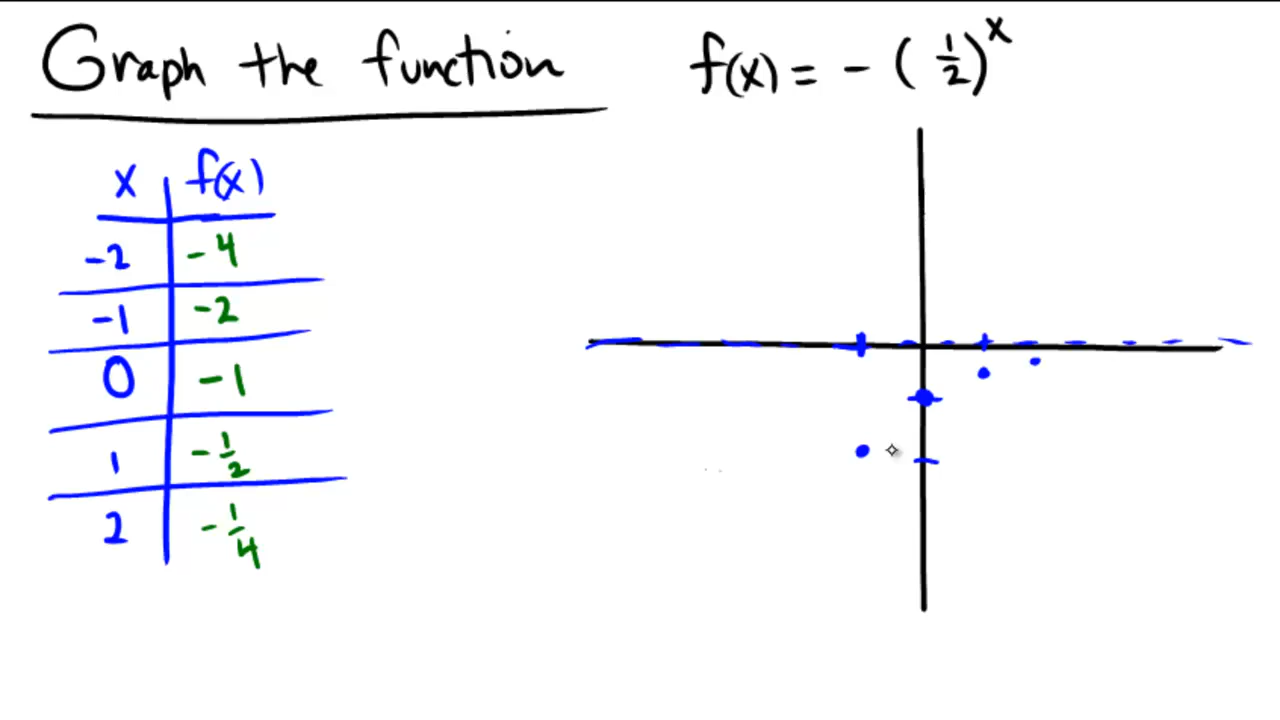 Graph the function f(x) = - (1/2)^x
x f(x)
-2 -4
-1 -2
0 -1
1 -1/2
2 -1/4